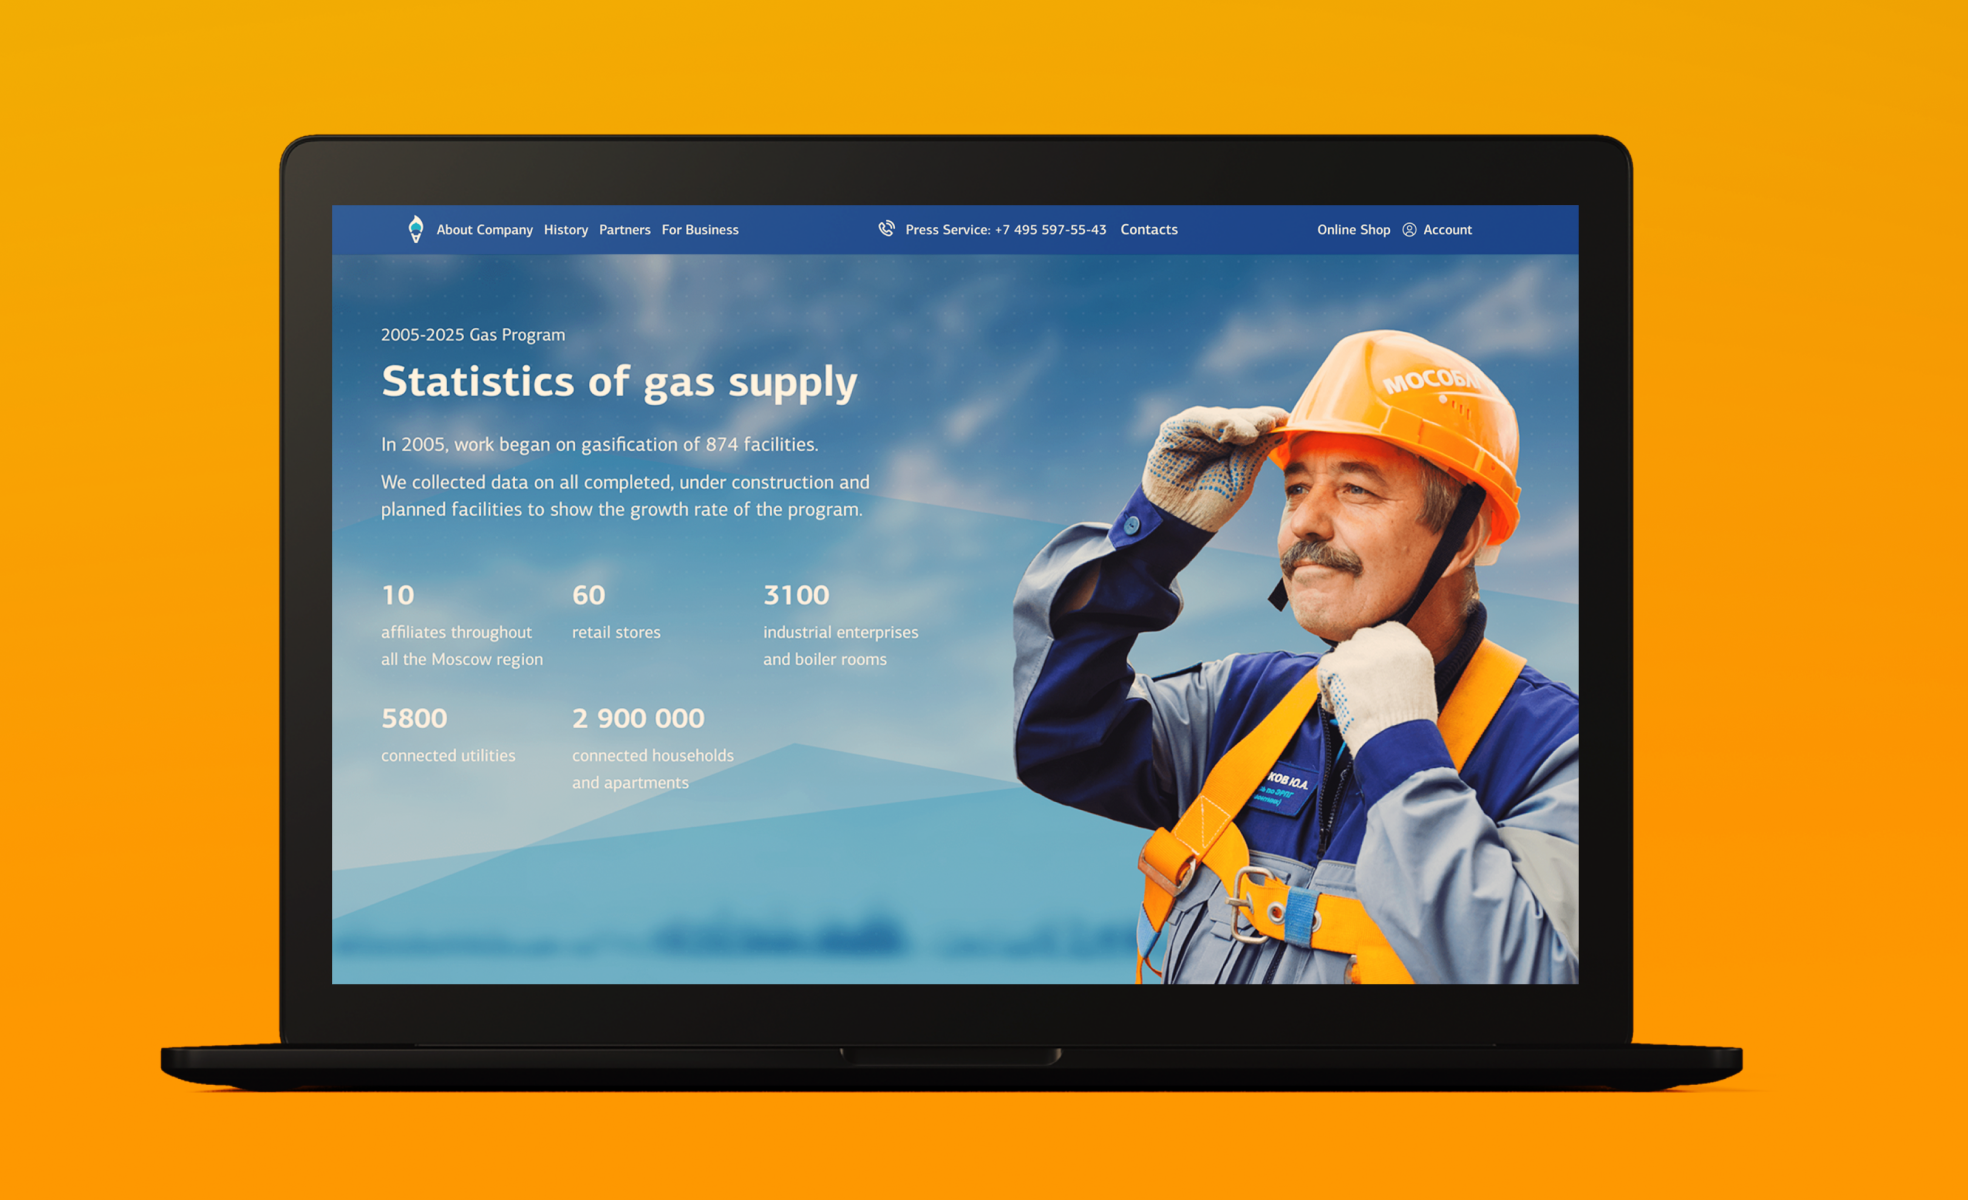 About Company History Partners For Business
Press Service: +7 495 597-55-43 Contacts
Online Shop Account
2005-2025 Gas Program
Statistics of gas supply
In 2005, work began on gasification of 874 facilities.
We collected data on all completed, under construction and
planned facilities to show the growth rate of the program.
10
affiliates throughout
all the Moscow region
60
retail stores
3100
industrial enterprises
and boiler rooms
5800
connected utilities
2 900 000
connected households
and apartments
МОСОБЛ
КОВ Ю.А.